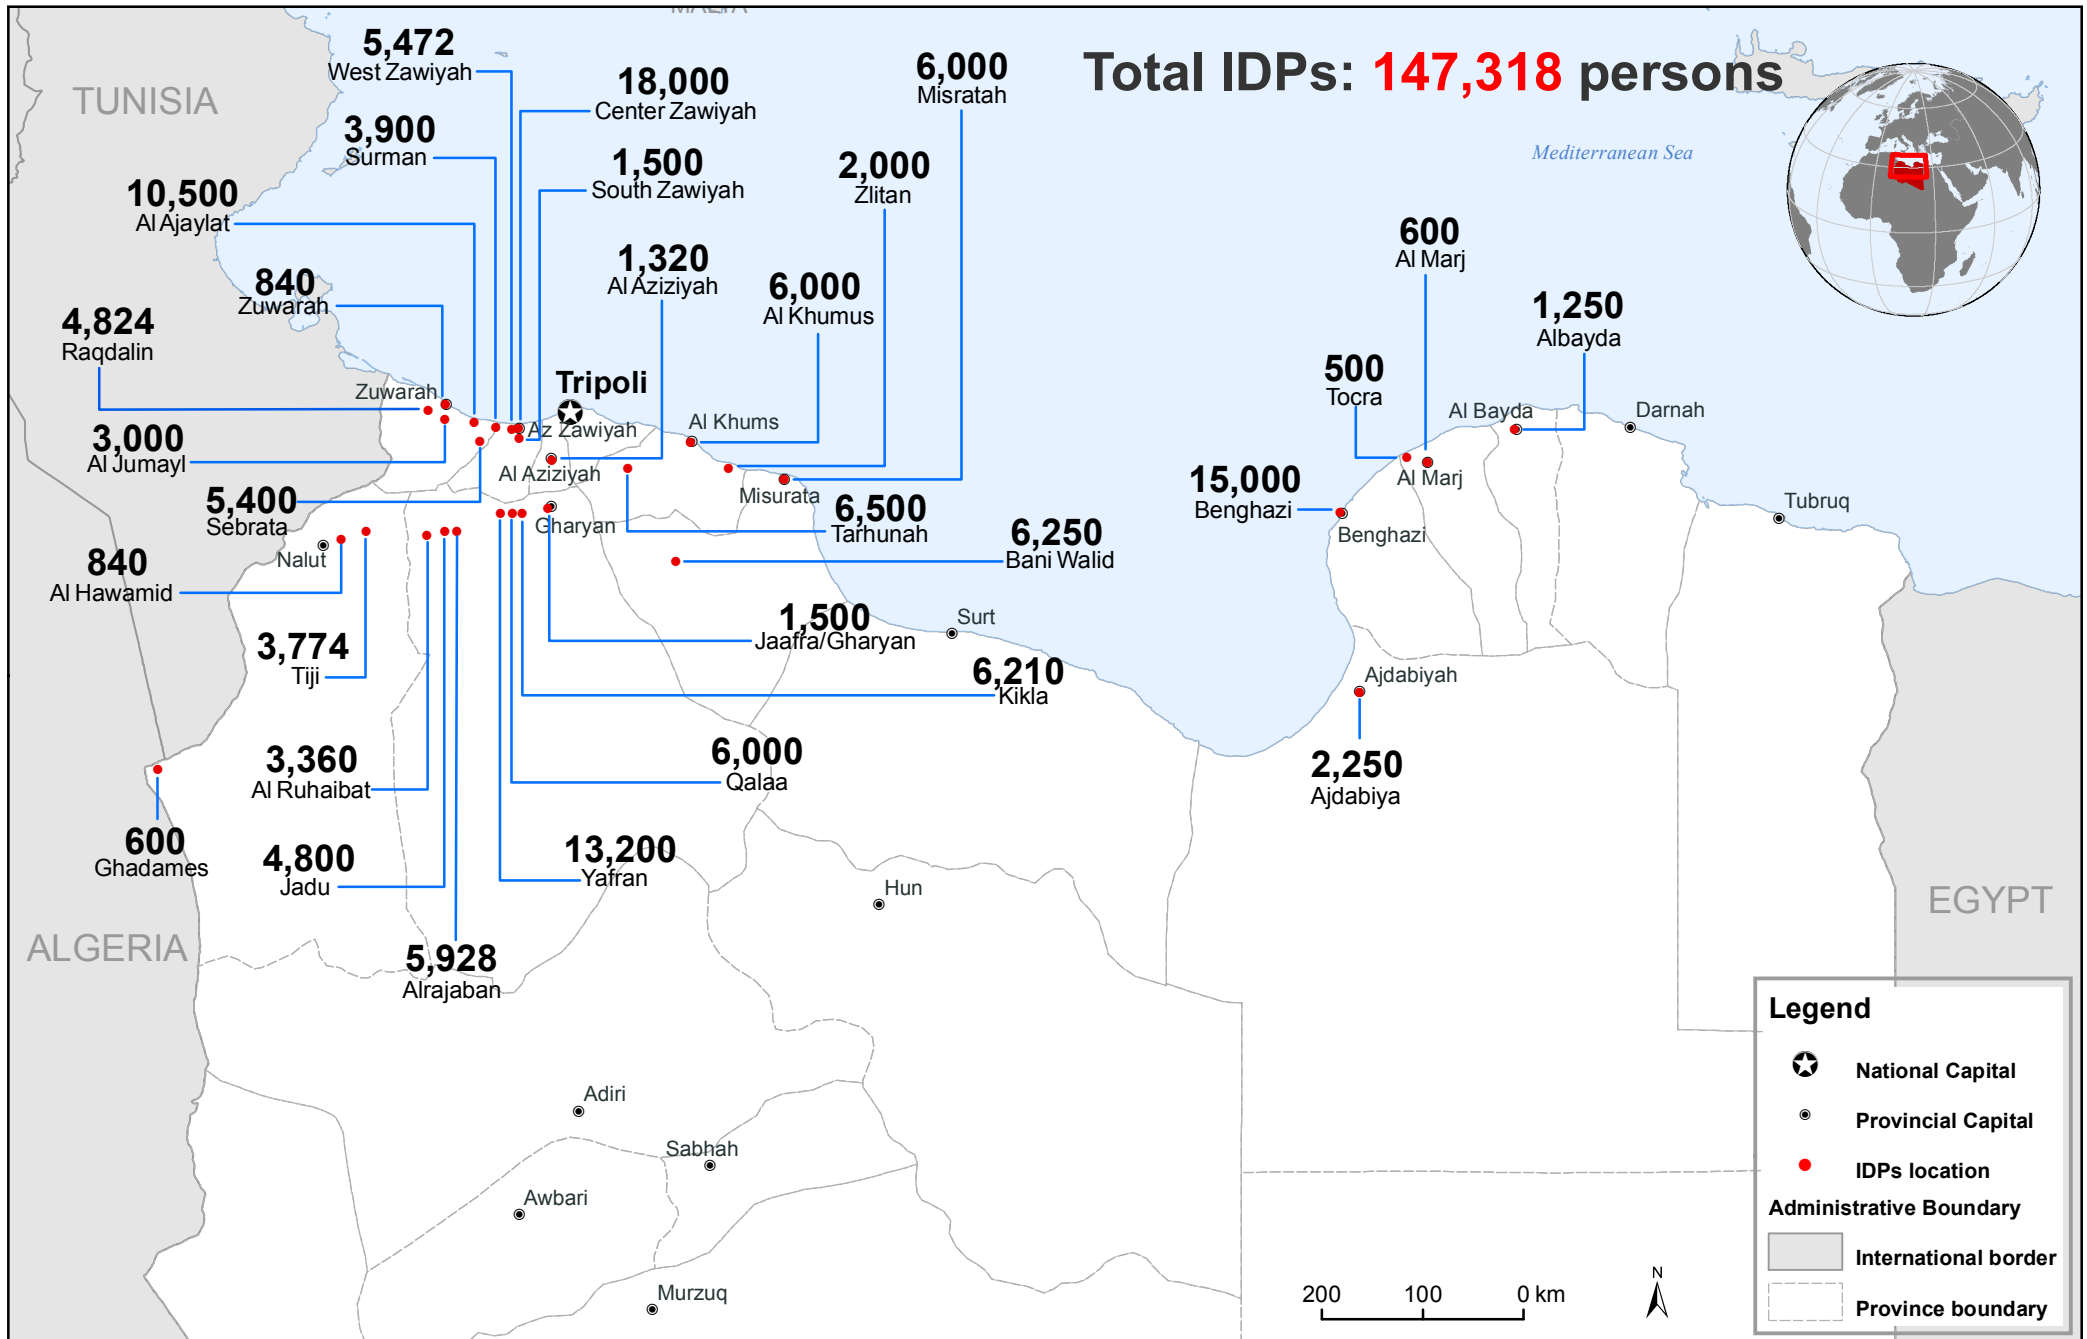 MALTA
5,472
West Zawiyah
18,000
Center Zawiyah
6,000
Misratah
Total IDPs: 147,318 persons
TUNISIA
3,900
Surman
1,500
South Zawiyah
2,000
Zlitan
Mediterranean Sea
10,500
Al Ajaylat
1,320
Al Aziziyah
600
Al Marj
840
Zuwarah
6,000
Al Khumus
1,250
Albayda
4,824
Raqdalin
Tripoli
500
Tocra
Zuwarah
Az Zawiyah
Al Khums
Al Bayda
Darnah
3,000
Al Jumayl
Al Aziziyah
Misurata
Al Marj
15,000
Benghazi
5,400
Sebrata
Gharyan
6,500
Tarhunah
Benghazi
Tubruq
Nalut
840
Al Hawamid
6,250
Bani Walid
1,500
Jaafra/Gharyan
Surt
3,774
Tiji
6,210
Kikla
Ajdabiyah
3,360
Al Ruhaibat
6,000
Qalaa
2,250
Ajdabiya
600
Ghadames
4,800
Jadu
13,200
Yafran
Hun
EGYPT
ALGERIA
5,928
Alrajaban
Legend
National Capital
Provincial Capital
IDPs location
Administrative Boundary
International border
Province boundary
Adiri
Sabhah
Awbari
Murzuq
200 100 0 km
N